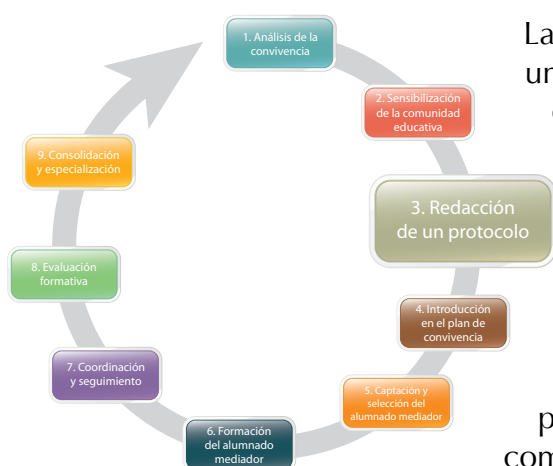 1. Análisis de la
convivencia
2. Sensibilización
de la comunidad
educativa
3. Redacción
de un protocolo
4. Introducción
en el plan de
convivencia
5. Captación y
selección del
alumnado mediador
6. Formación
del alumnado
mediador
7. Coordinación
y seguimiento
8. Evaluación
formativa
9. Consolidación
y especialización
La